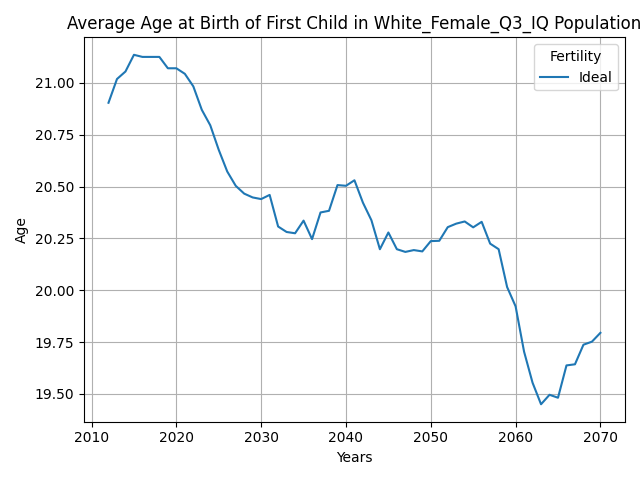 Average Age at Birth of First Child in White_Female_Q3_IQ Population
Fertility
Ideal
Age
21.00
20.75
20.50
20.25
20.00
19.75
19.50
2010 2020 2030 2040 2050 2060 2070
Years